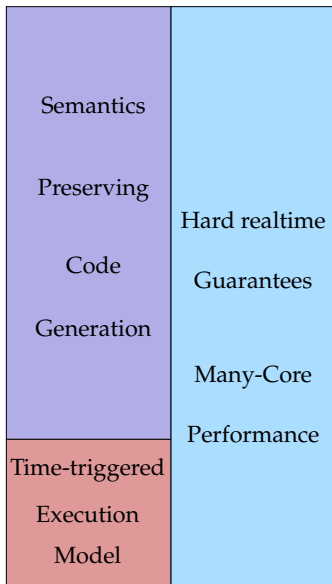 Semantics
Preserving
Code
Generation
Time-triggered
Execution
Model
Hard realtime
Guarantees
Many-Core
Performance